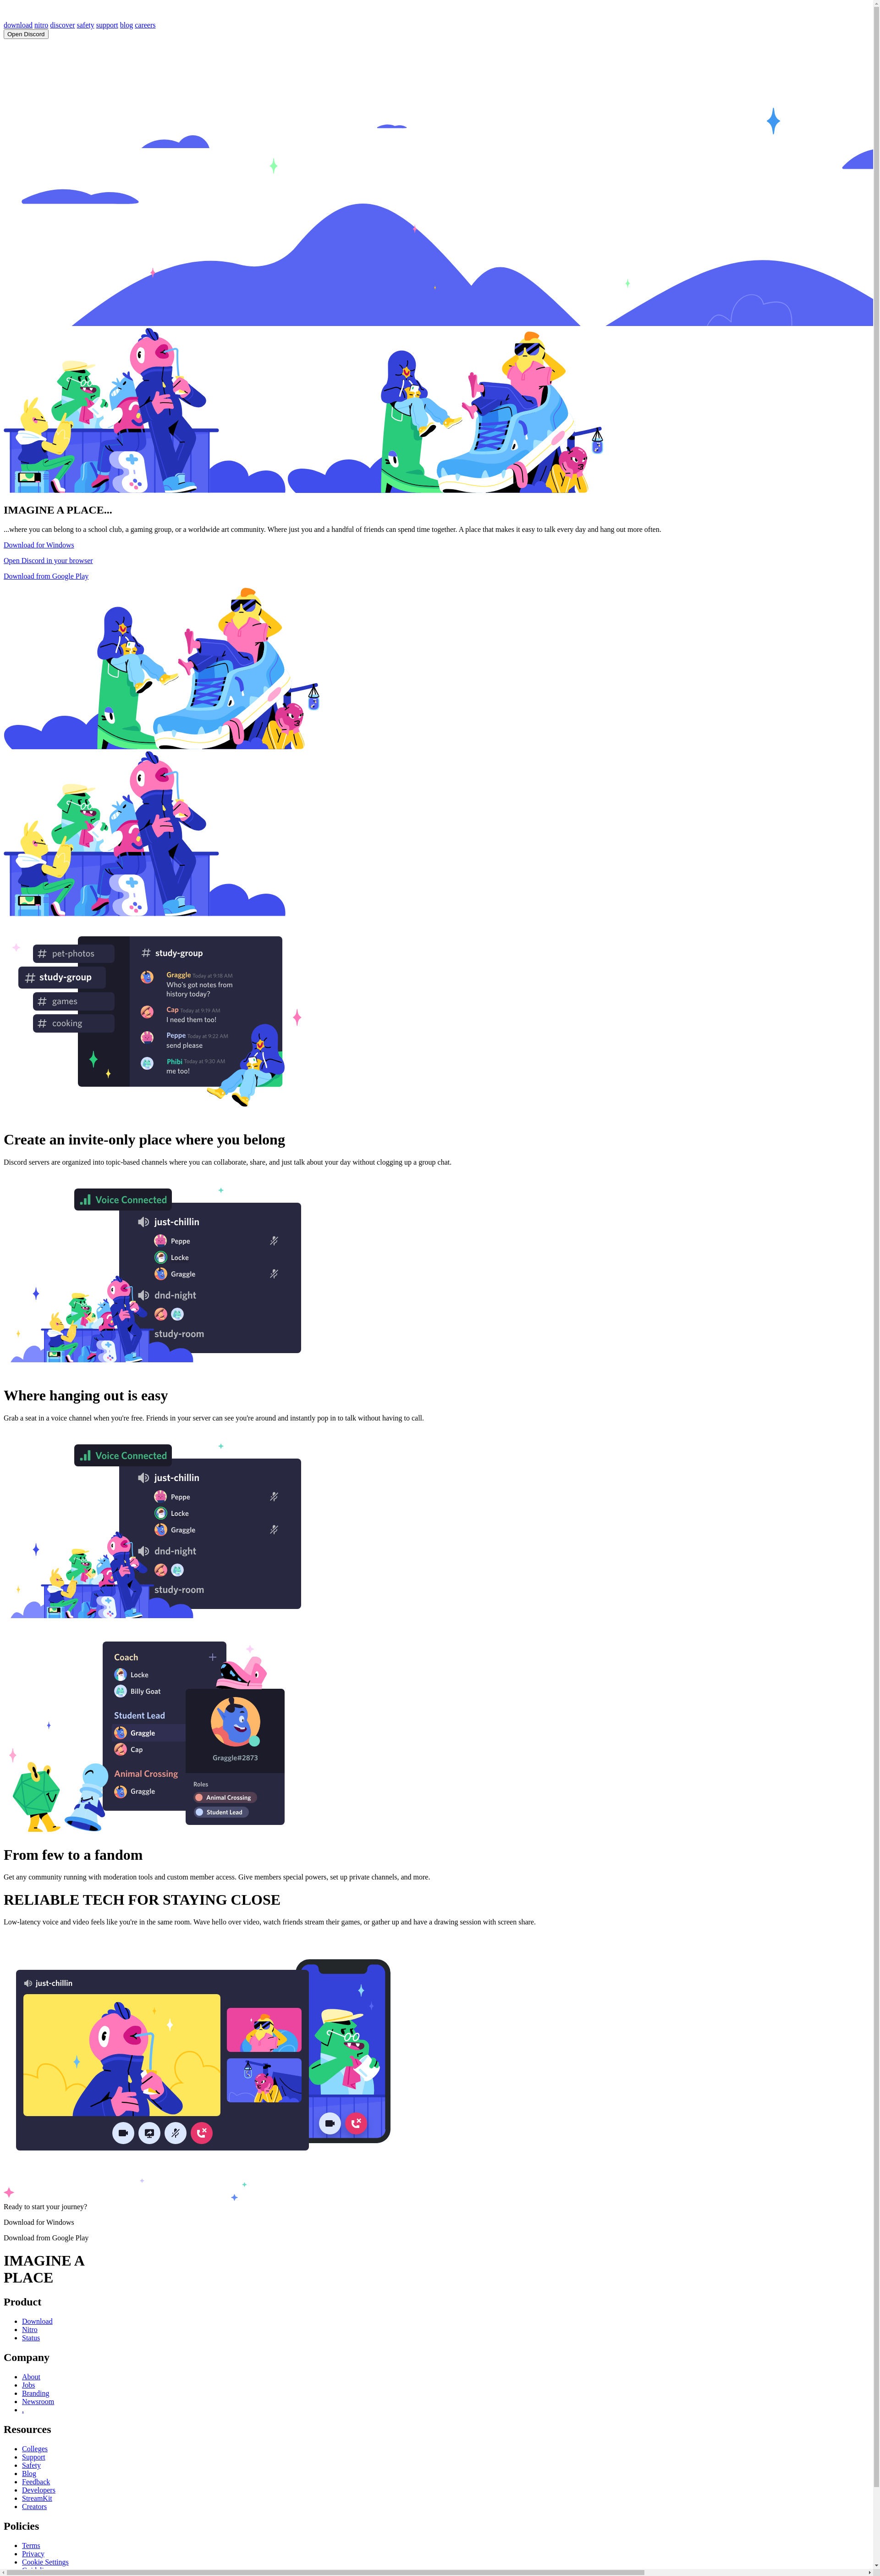 download nitro discover safety support blog careers
Open Discord
IMAGINE A PLACE...
...where you can belong to a school club, a gaming group, or a worldwide art community. Where just you and a handful of friends can spend time together. A place that makes it easy to talk every day and hang out more often.
Download for Windows
Open Discord in your browser
Download from Google Play
# pet-photos
# study-group
# games
# cooking
# study-group
Graggle Today at 9:18 AM
Who's got notes from
history today?
Cap Today at 9:19 AM
I need them too!
Peppe Today at 9:22 AM
send please
Phibi Today at 9:30 AM
me too!
Create an invite-only place where you belong
Discord servers are organized into topic-based channels where you can collaborate, share, and just talk about your day without clogging up a group chat.
Voice Connected
just-chillin
Peppe
Locke
Graggle
dnd-night
study-room
Where hanging out is easy
Grab a seat in a voice channel when you're free. Friends in your server can see you're around and instantly pop in to talk without having to call.
Voice Connected
just-chillin
Peppe
Locke
Graggle
dnd-night
study-room
Coach
Locke
Billy Goat
Student Lead
Graggle
Cap
Animal Crossing
Graggle
Graggle#2873
Roles
Animal Crossing
Student Lead
From few to a fandom
Get any community running with moderation tools and custom member access. Give members special powers, set up private channels, and more.
RELIABLE TECH FOR STAYING CLOSE
Low-latency voice and video feels like you're in the same room. Wave hello over video, watch friends stream their games, or gather up and have a drawing session with screen share.
just-chillin
Ready to start your journey?
Download for Windows
Download from Google Play
IMAGINE A
PLACE
Product
Download
Nitro
Status
Company
About
Jobs
Branding
Newsroom
.
Resources
Colleges
Support
Safety
Blog
Feedback
Developers
StreamKit
Creators
Policies
Terms
Privacy
Cookie Settings